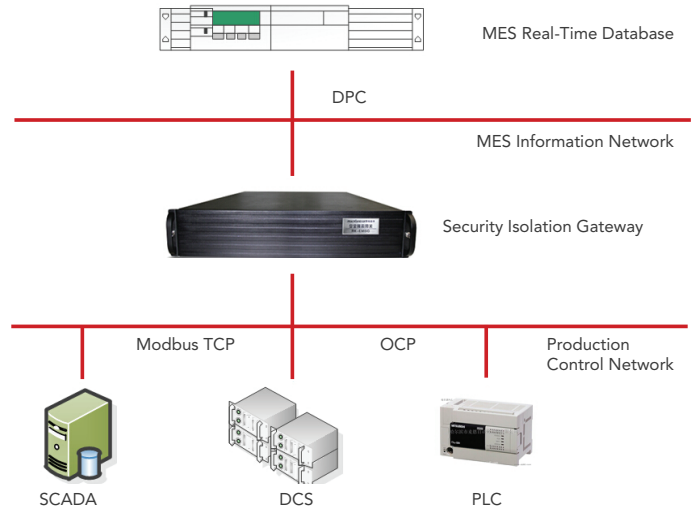 MES Real-Time Database
DPC
MES Information Network
Security Isolation Gateway
Modbus TCP
OCP
Production
Control Network
SCADA
DCS
PLC